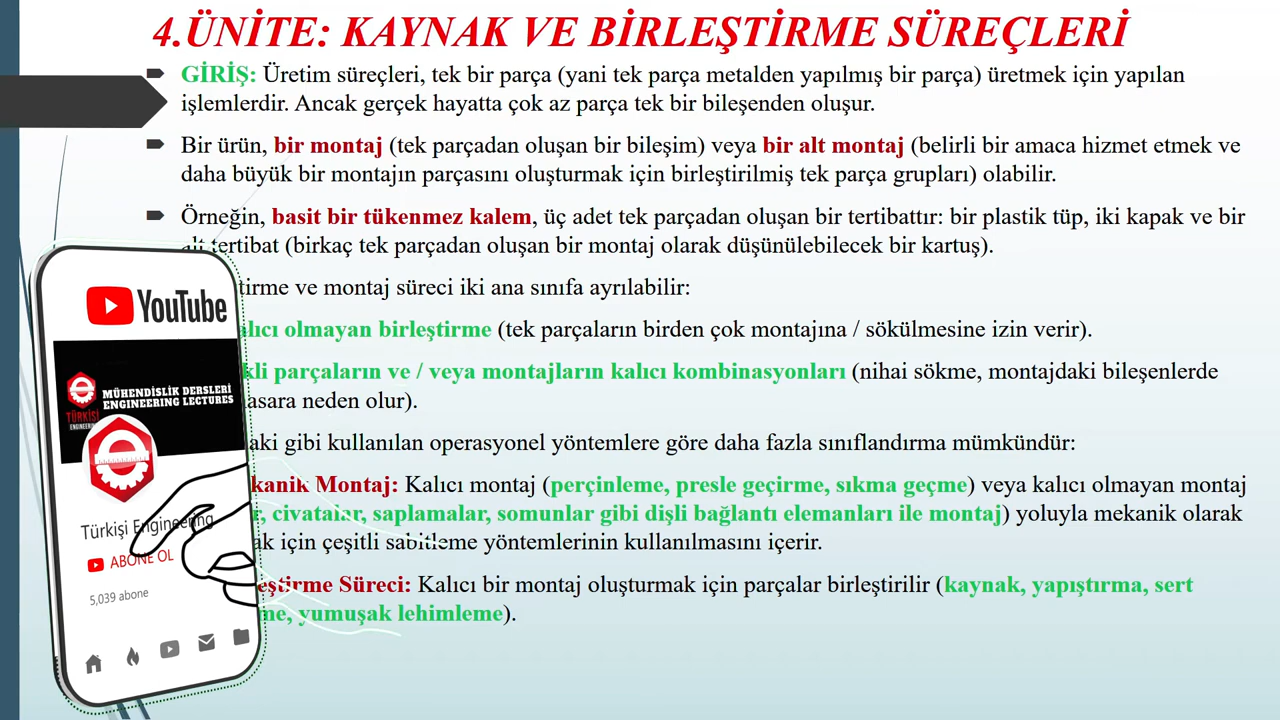 4.ÜNİTE: KAYNAK VE BİRLEŞTİRME SÜREÇLERİ
GİRİŞ: Üretim süreçleri, tek bir parça (yani tek parça metalden yapılmış bir parça) üretmek için yapılan
işlemlerdir. Ancak gerçek hayatta çok az parça tek bir bileşenden oluşur.
Bir ürün, bir montaj (tek parçadan oluşan bir bileşim) veya bir alt montaj (belirli bir amaca hizmet etmek ve
daha büyük bir montajın parçasını oluşturmak için birleştirilmiş tek parça grupları) olabilir.
Örneğin, basit bir tükenmez kalem, üç adet tek parçadan oluşan bir tertibattır: bir plastik tüp, iki kapak ve bir
alt tertibat (birkaç tek parçadan oluşan bir montaj olarak düşünülebilecek bir kartuş).
ve montaj süreci iki ana sınıfa ayrılabilir:
olmayan birleştirme (tek parçaların birden çok montajına / sökülmesine izin verir).
parçaların ve / veya montajların kalıcı kombinasyonları (nihai sökme, montajdaki bileşenlerde
neden olur).
gibi kullanılan operasyonel yöntemlere göre daha fazla sınıflandırma mümkündür:
Montaj: Kalıcı montaj (perçinleme, presle geçirme, sıkma geçme) veya kalıcı olmayan montaj
civatalar, saplamalar, somunlar gibi dişli bağlantı elemanları ile montaj) yoluyla mekanik olarak
için çeşitli sabitleme yöntemlerinin kullanılmasını içerir.
Süreci: Kalıcı bir montaj oluşturmak için parçalar birleştirilir (kaynak, yapıştırma, sert
yumuşak lehimleme).
YouTube
MÜHENDİSLİK DERSLERİ
ENGINEERING LECTURES
TÜRKİŞİ
Türkişi Engineering
ABONE OL
5,039 abone